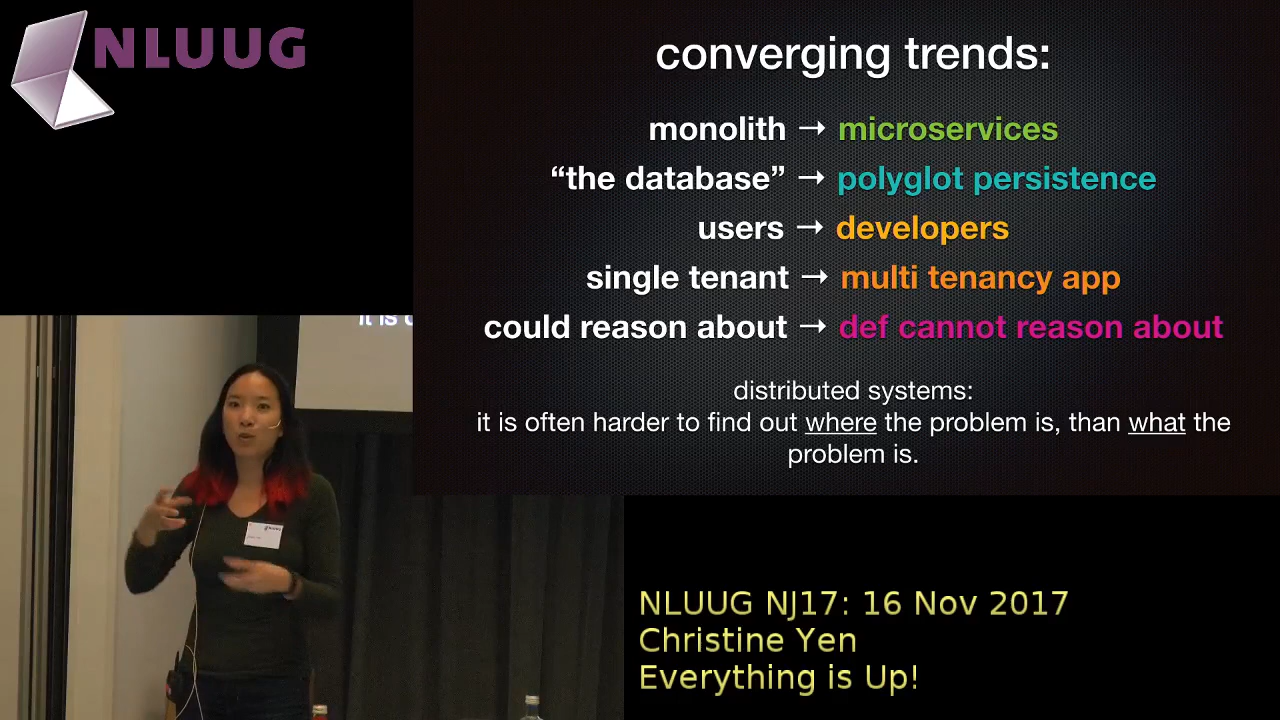 NLUUG
converging trends:
monolith → microservices
“the database” → polyglot persistence
users → developers
single tenant → multi tenancy app
could reason about → def cannot reason about
distributed systems:
it is often harder to find out where the problem is, than what the
problem is.
it is
NLUUG NJ17: 16 Nov 2017
Christine Yen
Everything is Up!